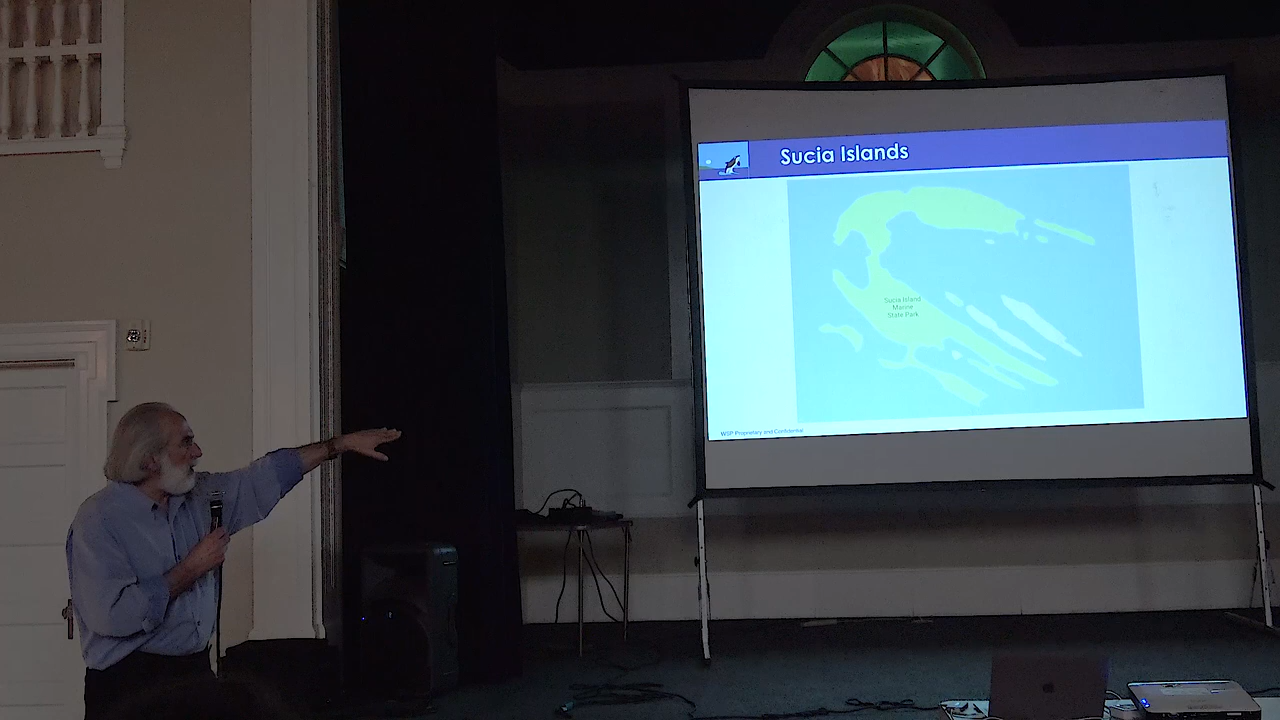 Sucia Islands
Sucia Island
Marine
State Park
WSP Proprietary and Confidential